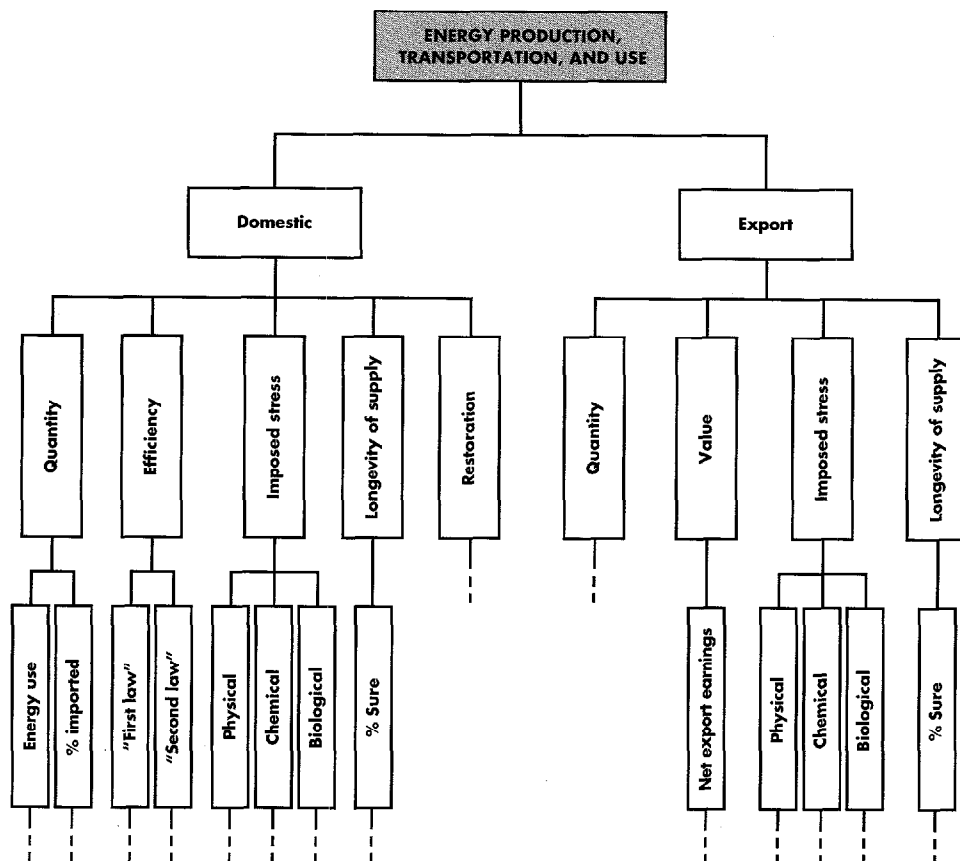 ENERGY PRODUCTION,
TRANSPORTATION, AND USE
Domestic
Export
Quantity
Efficiency
Imposed stress
Longevity of supply
Restoration
Quantity
Value
Imposed stress
Longevity of supply
Energy use
% imported
"First law"
"Second law"
Physical
Chemical
Biological
% Sure
Net export earnings
Physical
Chemical
Biological
% Sure